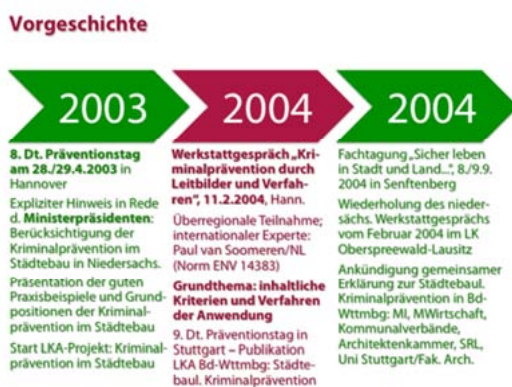 Vorgeschichte
2003
8. Dt. Präventionstag
am 28./29.4.2003 in
Hannover
Expliziter Hinweis in Rede
d. Ministerpräsidenten:
Berücksichtigung der
Kriminalprävention im
Städtebau in Niedersachs.
Präsentation der guten
Praxisbeispiele und Grund-
positionen der Kriminal-
prävention im Städtebau
Start LKA-Projekt: Kriminal-
prävention im Städtebau
2004
Werkstattgespräch „Kri-
minalprävention durch
Leitbilder und Verfah-
ren“, 11.2.2004, Hann.
Überregionale Teilnahme;
internationaler Experte:
Paul van Soomeren/NL
(Norm ENV 14383)
Grundthema: inhaltliche
Kriterien und Verfahren
der Anwendung
9. Dt. Präventionstag in
Stuttgart – Publikation
LKA Bd-Wttmbg: Städte-
baul. Kriminalprävention
2004
Fachtagung „Sicher leben
in Stadt und Land...“, 8./9.9.
2004 in Senftenberg
Wiederholung des nieder-
sächs. Werkstattgesprächs
vom Februar 2004 im LK
Oberspreewald-Lausitz
Ankündigung gemeinsamer
Erklärung zur Städtebaul.
Kriminalprävention in Bd-
Wttmbg: MI, MWirtschaft,
Kommunalverbände,
Architektenkammer, SRL,
Uni Stuttgart/Fak. Arch.